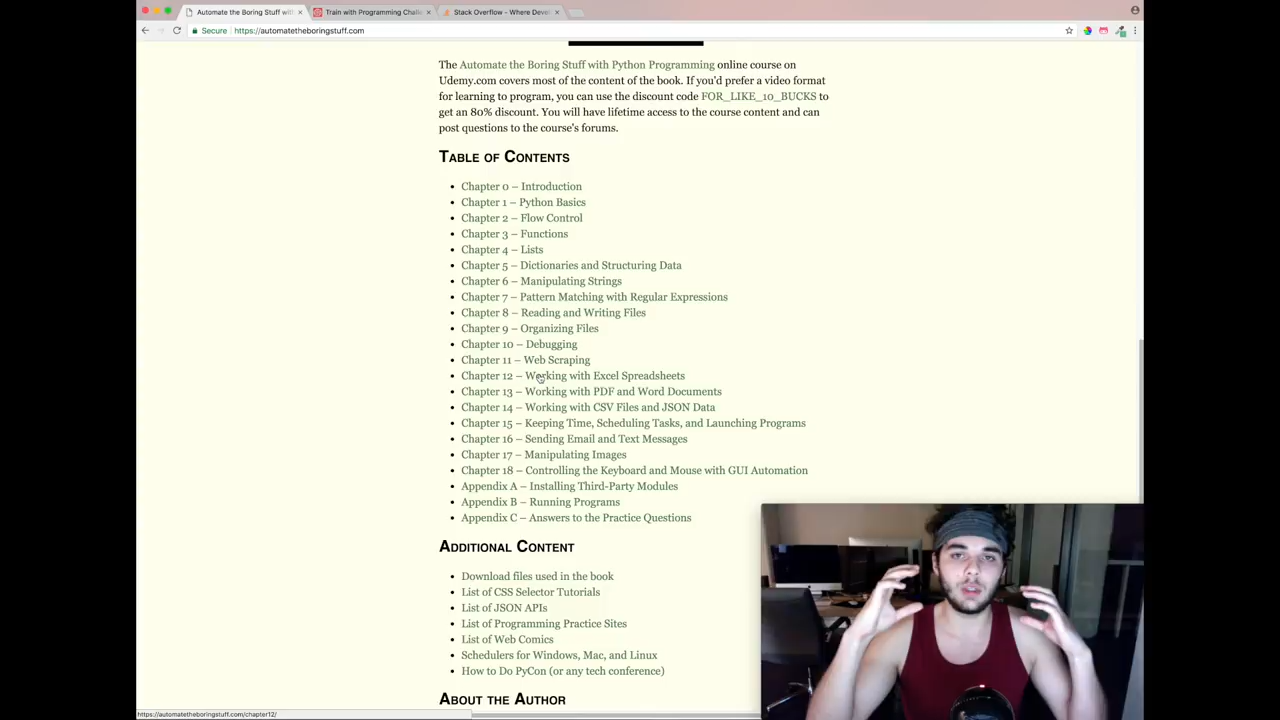 Automate the Boring Stuff with
Train with Programming Challe
Stack Overflow - Where Devel
Secure
https://automatetheboringstuff.com
The Automate the Boring Stuff with Python Programming online course on
Udemy.com covers most of the content of the book. If you'd prefer a video format
for learning to program, you can use the discount code FOR_LIKE_10_BUCKS to
get an 80% discount. You will have lifetime access to the course content and can
post questions to the course's forums.
Table of Contents
Chapter 0 – Introduction
Chapter 1 – Python Basics
Chapter 2 – Flow Control
Chapter 3 – Functions
Chapter 4 – Lists
Chapter 5 – Dictionaries and Structuring Data
Chapter 6 – Manipulating Strings
Chapter 7 – Pattern Matching with Regular Expressions
Chapter 8 – Reading and Writing Files
Chapter 9 – Organizing Files
Chapter 10 – Debugging
Chapter 11 – Web Scraping
Chapter 12 – Working with Excel Spreadsheets
Chapter 13 – Working with PDF and Word Documents
Chapter 14 – Working with CSV Files and JSON Data
Chapter 15 – Keeping Time, Scheduling Tasks, and Launching Programs
Chapter 16 – Sending Email and Text Messages
Chapter 17 – Manipulating Images
Chapter 18 – Controlling the Keyboard and Mouse with GUI Automation
Appendix A – Installing Third-Party Modules
Appendix B – Running Programs
Appendix C – Answers to the Practice Questions
Additional Content
Download files used in the book
List of CSS Selector Tutorials
List of JSON APIs
List of Programming Practice Sites
List of Web Comics
Schedulers for Windows, Mac, and Linux
How to Do PyCon (or any tech conference)
About the Author
https://automatetheboringstuff.com/chapter12/